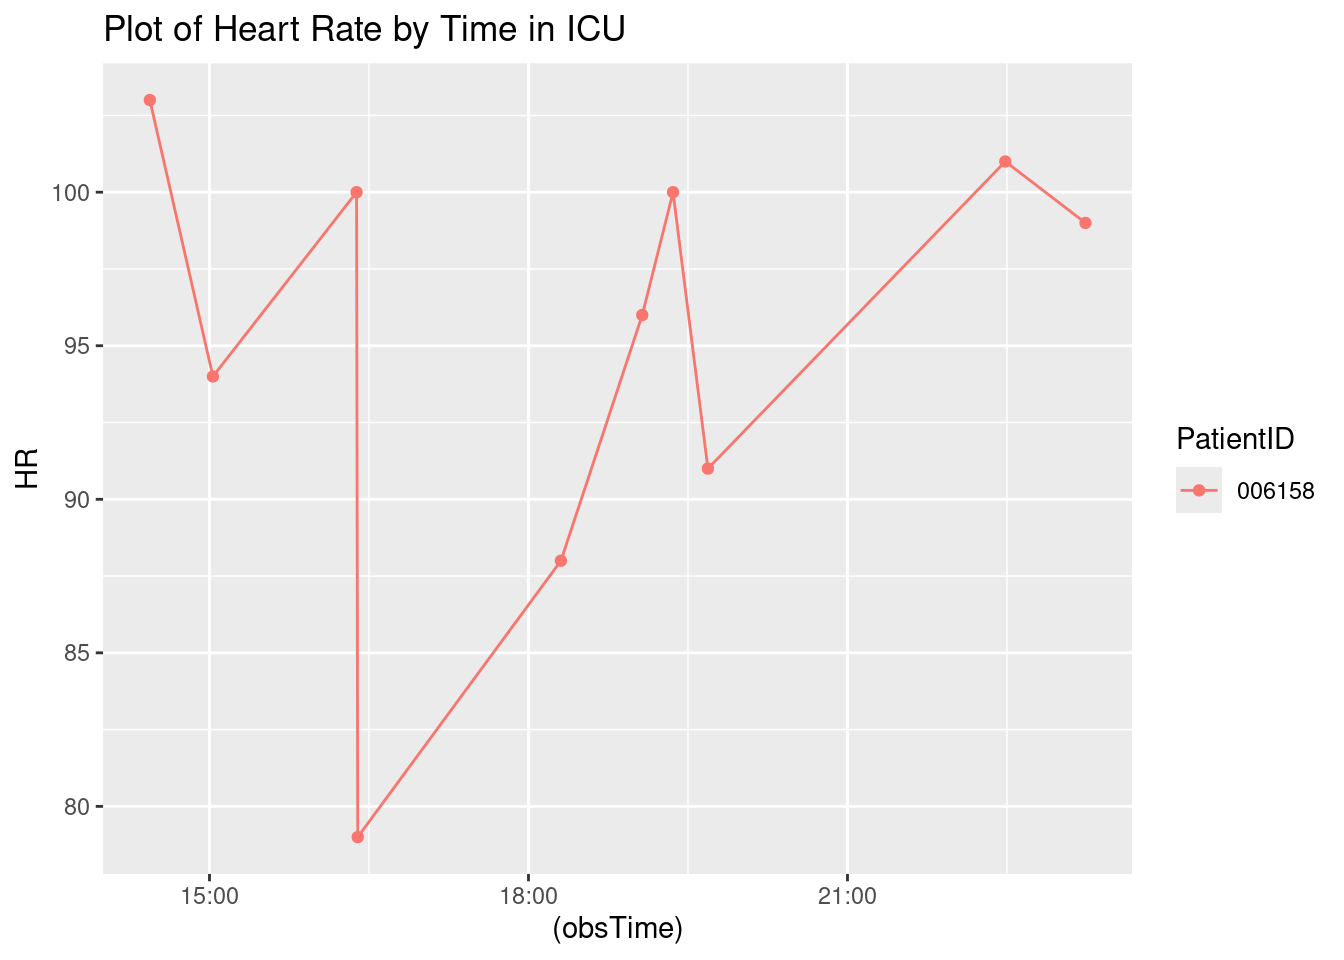 Plot of Heart Rate by Time in ICU
100
95
90
85
80
HR
15:00 18:00 21:00
(obsTime)
PatientID
006158